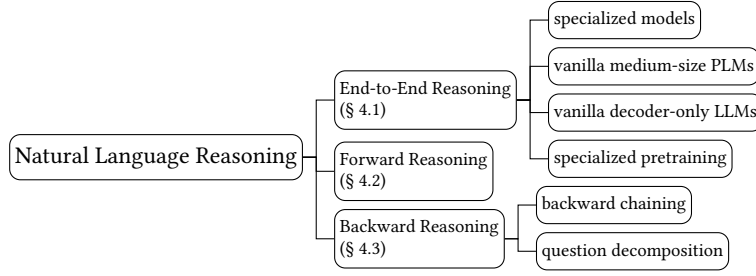 Natural Language Reasoning
End-to-End Reasoning
(§ 4.1)
specialized models
vanilla medium-size PLMs
vanilla decoder-only LLMs
specialized pretraining
Forward Reasoning
(§ 4.2)
Backward Reasoning
(§ 4.3)
backward chaining
question decomposition